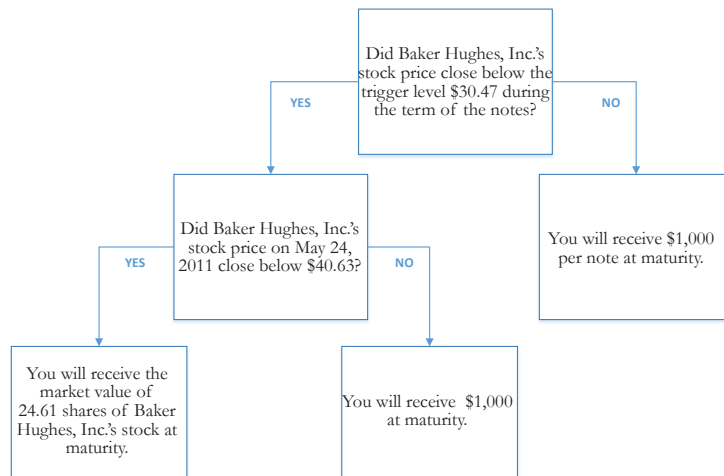 Did Baker Hughes, Inc.'s
stock price close below the
trigger level $30.47 during
the term of the notes?
YES
NO
Did Baker Hughes, Inc.'s
stock price on May 24,
2011 close below $40.63?
You will receive $1,000
per note at maturity.
YES
NO
You will receive the
market value of
24.61 shares of Baker
Hughes, Inc.'s stock at
maturity.
You will receive $1,000
at maturity.